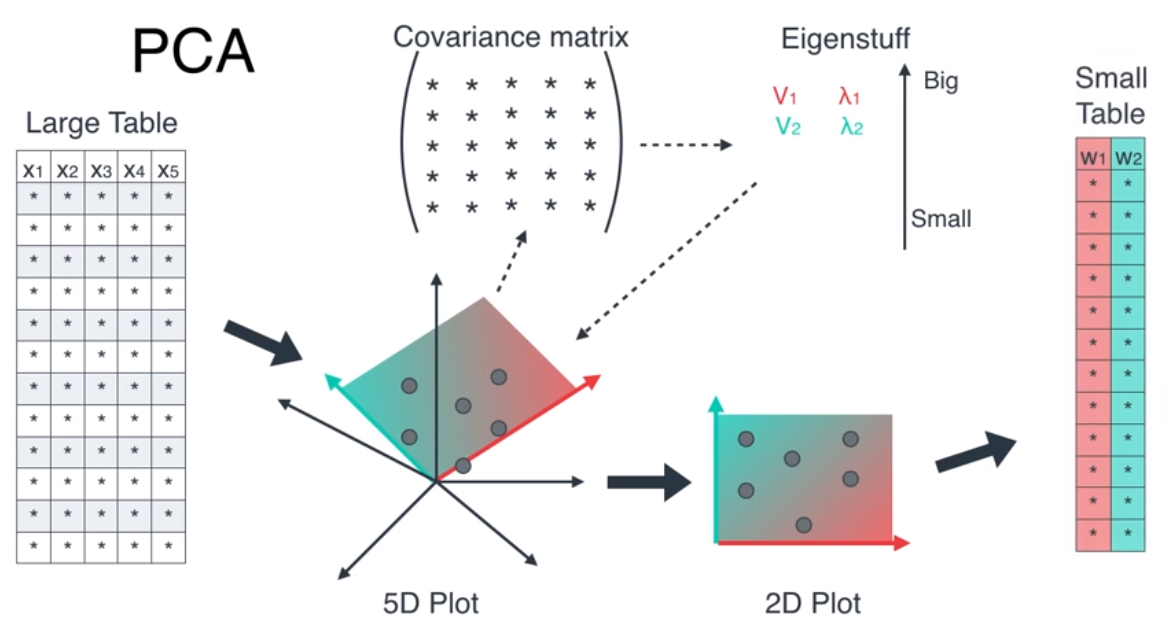 PCA
Large Table
X1 X2 X3 X4 X5
* * * * *
* * * * *
* * * * *
* * * * *
* * * * *
* * * * *
* * * * *
* * * * *
* * * * *
* * * * *
* * * * *
* * * * *
Covariance matrix
* * * * *
* * * * *
* * * * *
* * * * *
* * * * *
Eigenstuff
V1 λ1
V2 λ2
Big
Small
5D Plot
2D Plot
Small
Table
W1 W2
* *
* *
* *
* *
* *
* *
* *
* *
* *
* *
* *
* *